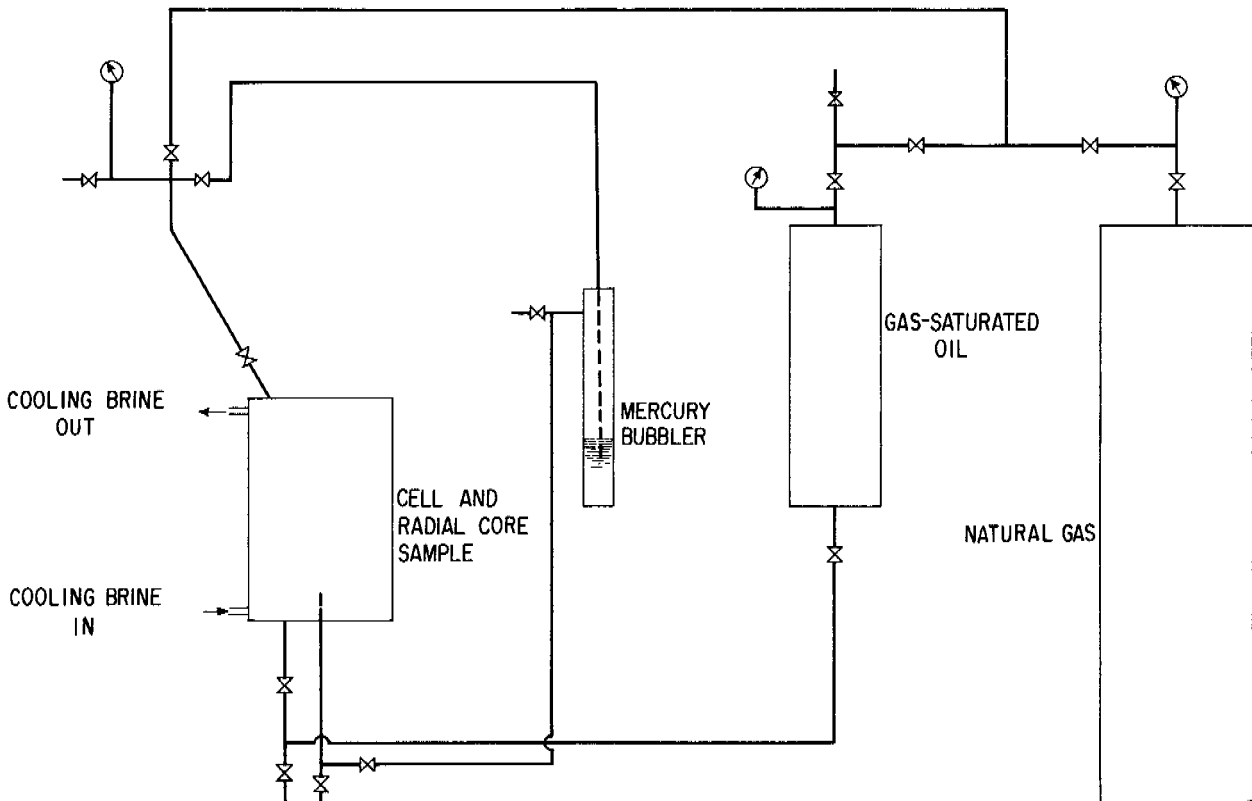 GAS-SATURATED
OIL
COOLING BRINE
OUT
MERCURY
BUBBLER
CELL AND
RADIAL CORE
SAMPLE
NATURAL GAS
COOLING BRINE
IN